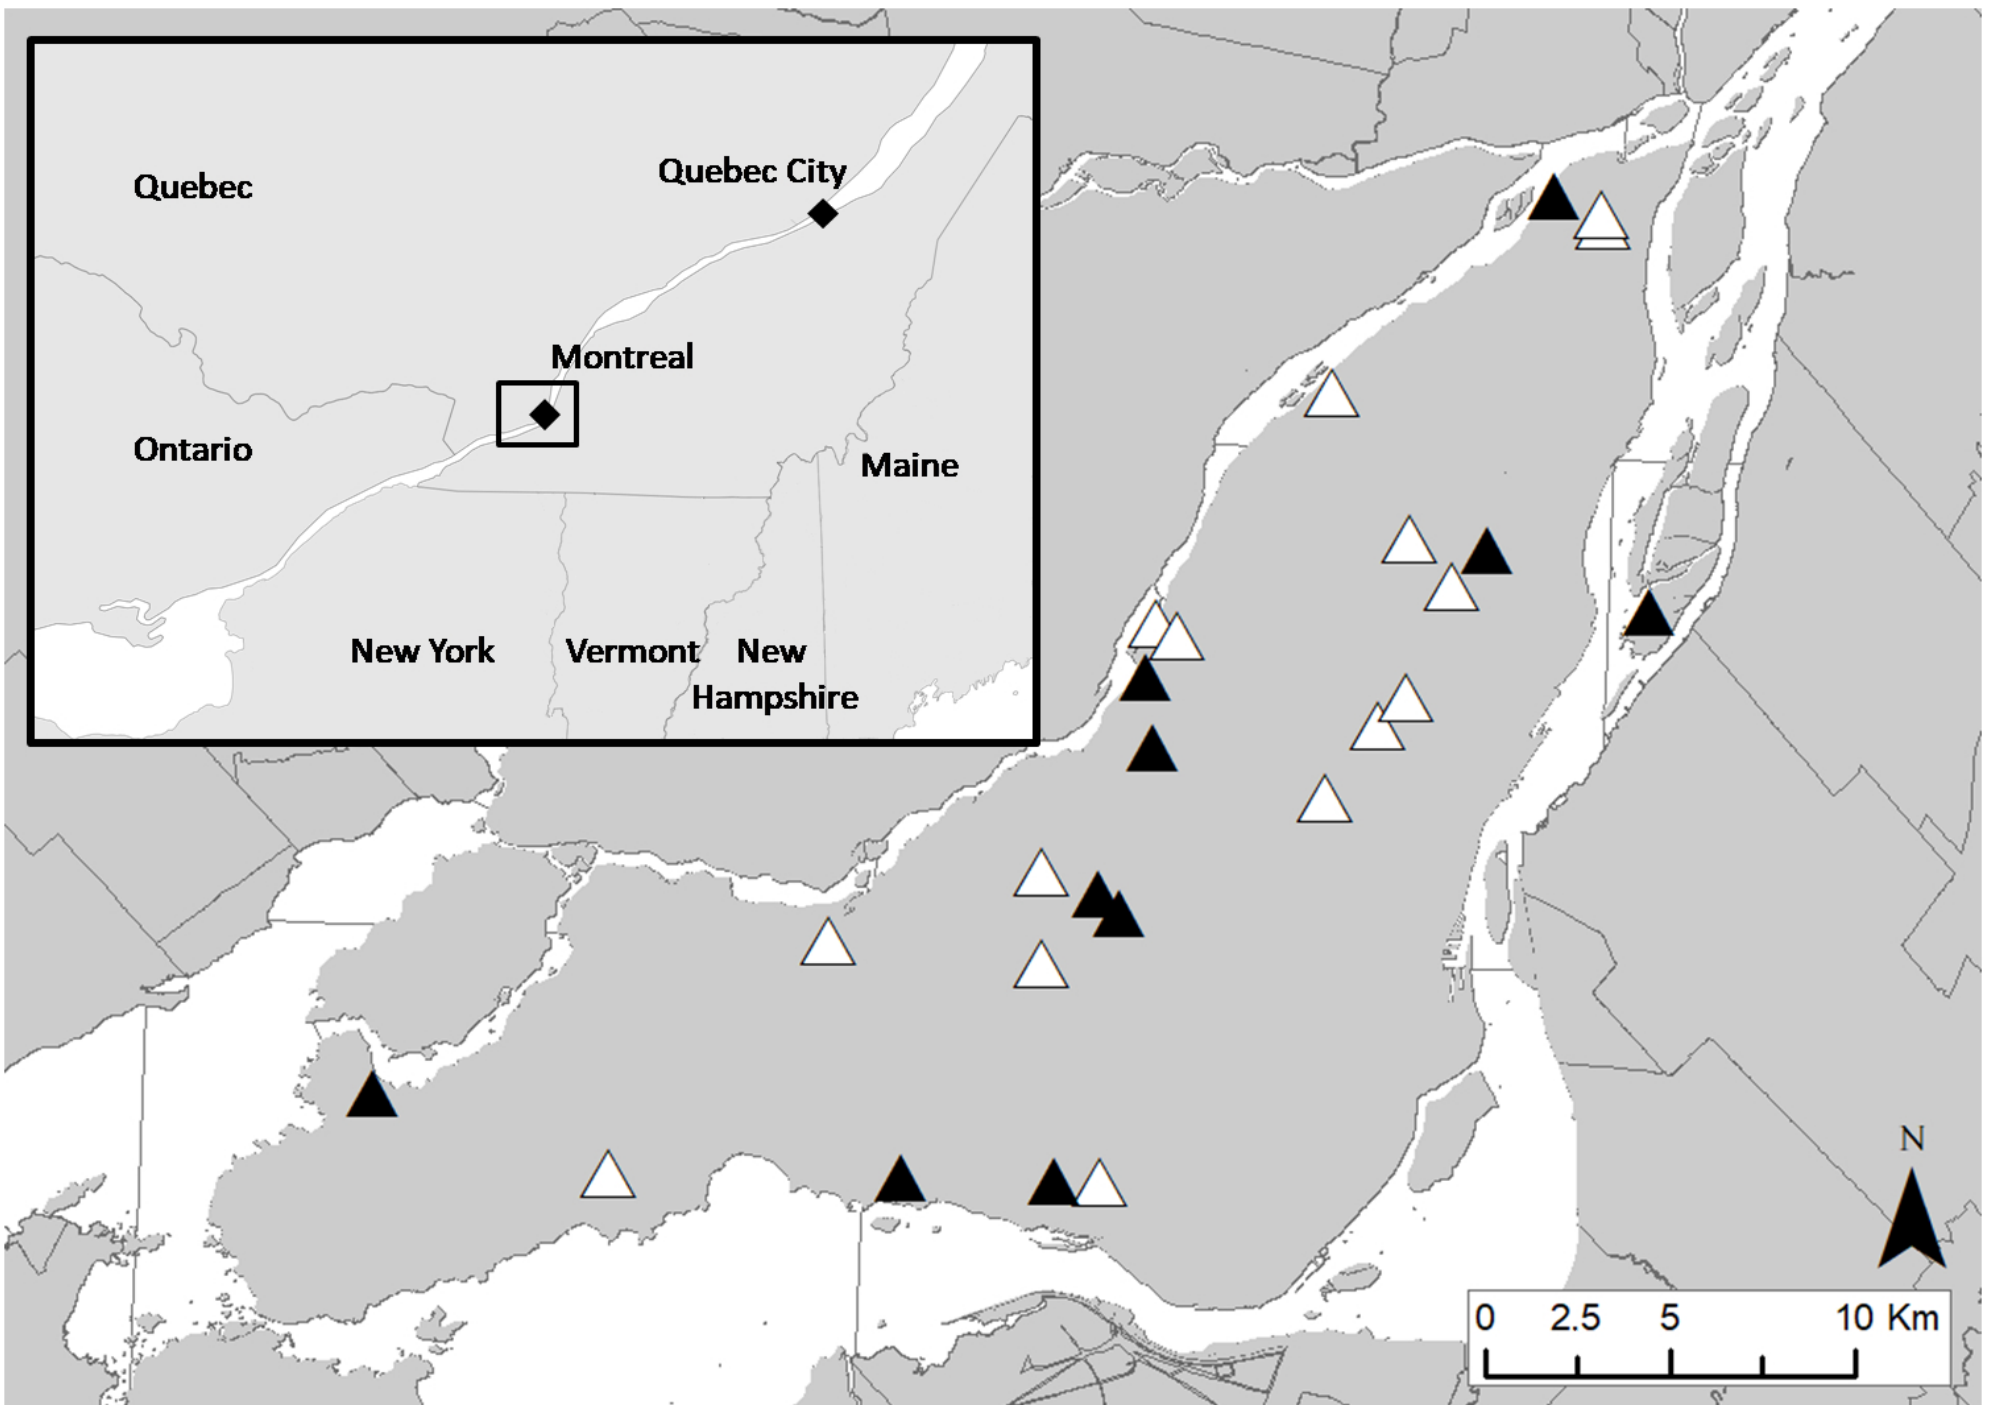 Quebec City
Quebec
Montreal
Ontario
Maine
New York
Vermont
New
Hampshire
N
0 2.5 5 10 Km